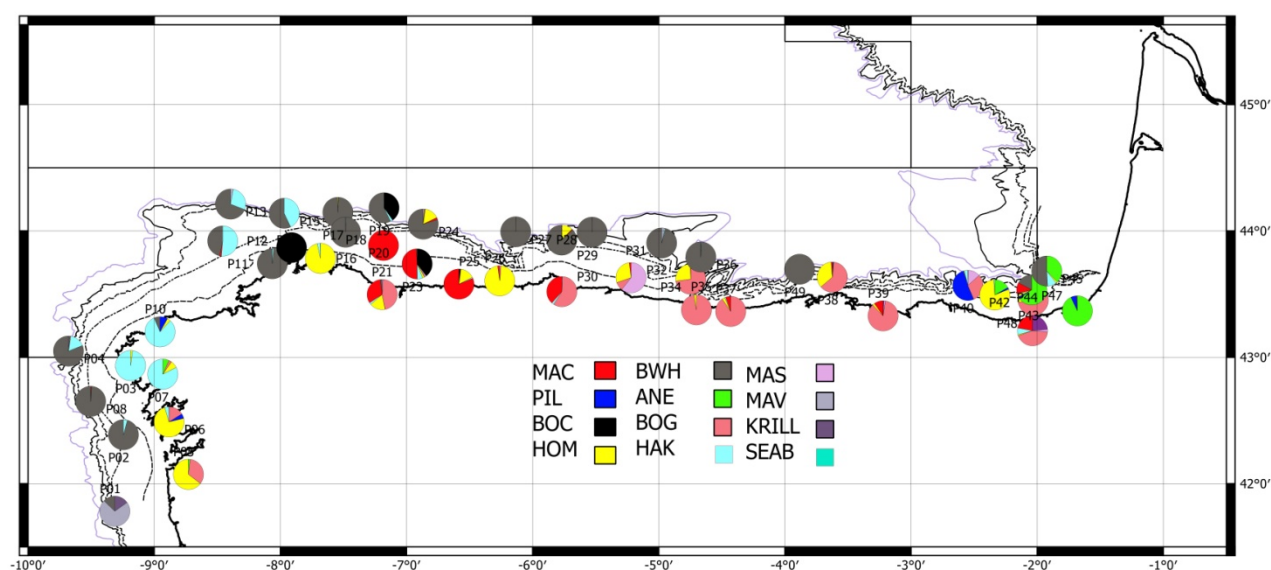 45°0'
44°0'
P13
P15
P19
P24
P12
P17
P18
P27
P28
P11
P16
P20
P29
P31
P21
P25
P26
P30
P32
P26
P23
P34
P35
P37
P49
P38
P39
P40
P42
P44
P47
P43
P48
P10
43°0'
P04
P03
P07
P08
P06
P02
P05
P01
MAC BWH MAS
PIL ANE MAV
BOC BOG KRILL
HOM HAK SEAB
42°0'
-10°0' -9°0' -8°0' -7°0' -6°0' -5°0' -4°0' -3°0' -2°0' -1°0'